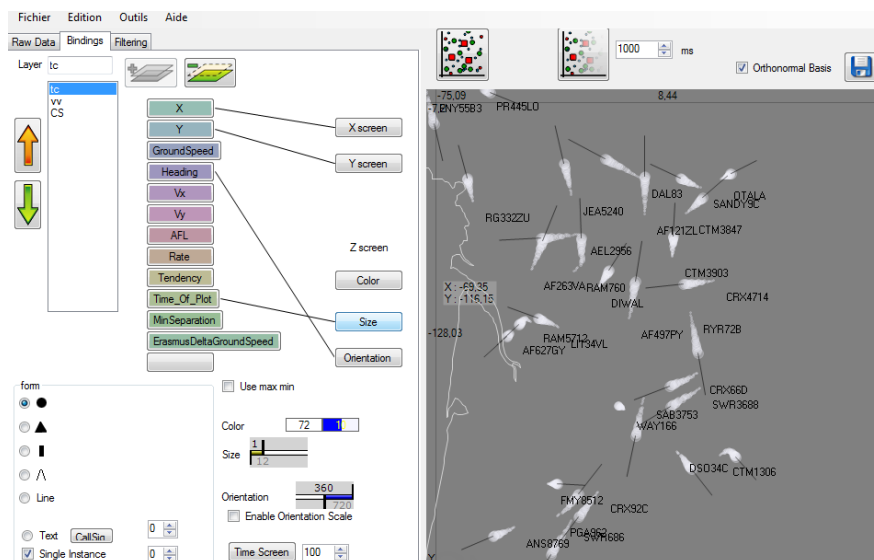 Fichier Edition Outils Aide
Raw Data Bindings Filtering
Layer tc
tc
vv
CS
X
Y
GroundSpeed
Heading
Vx
Vy
AFL
Rate
Tendency
Time_Of_Plot
MinSeparation
ErasmusDeltaGroundSpeed
X screen
Y screen
Z screen
Color
Size
Orientation
form
Line
Text CallSig
0
Single Instance
0
Use max min
Color 72
Size 1
12
Orientation 360
720
Enable Orientation Scale
Time Screen 100
1000 ms
Orthonormal Basis
-75,09 8,44
PR445LO
DAL83
OTALA
SANDY9C
JEA5240
RG332ZU
AF121ZL CTM3847
AEL2956
CTM3903
X : -69,35
Y : -116,15
AF263VA RAM760
CRX4714
DIWAL
-128,03
RYR72B
AF497PY
RAM5712 LIT34VL
AF627GY
CRX66D
SWR3688
SAB3753
WAY166
DSO34C CTM1306
FMY8512
CRX92C
PGA962
SWR686
ANS8769
Y